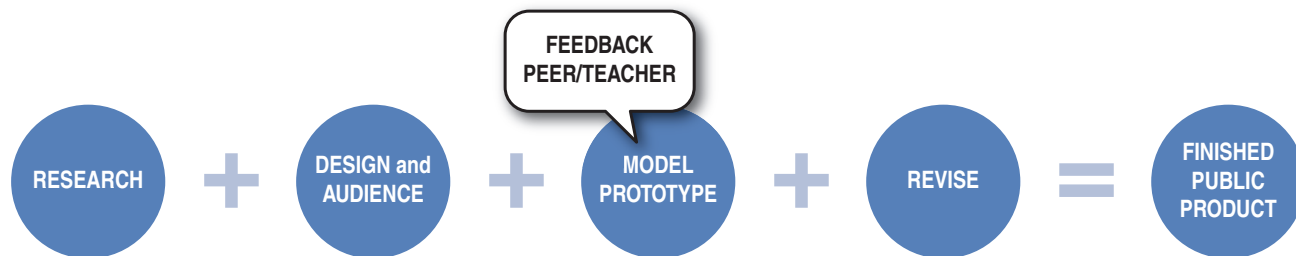 FEEDBACK
PEER/TEACHER
RESEARCH
+
DESIGN and
AUDIENCE
+
MODEL
PROTOTYPE
+
REVISE
=
FINISHED
PUBLIC
PRODUCT